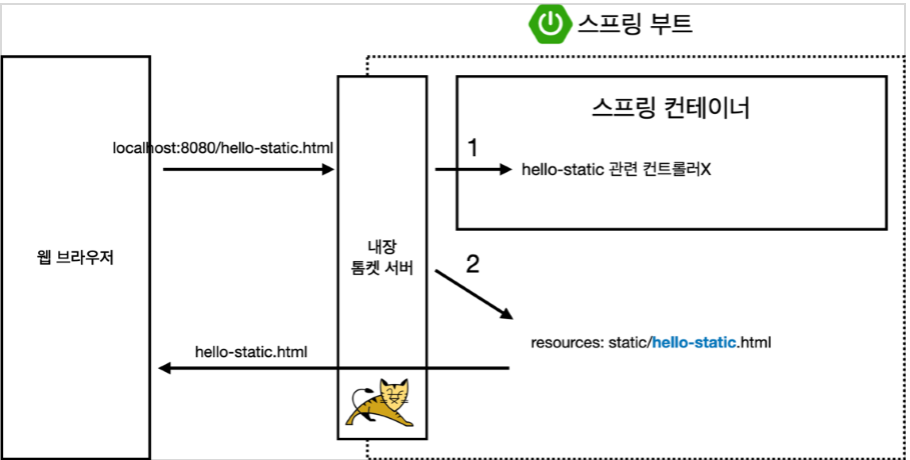 스프링 부트
스프링 컨테이너
localhost:8080/hello-static.html
1
hello-static 관련 컨트롤러X
웹 브라우저
내장
톰켓 서버
2
resources: static/hello-static.html
hello-static.html